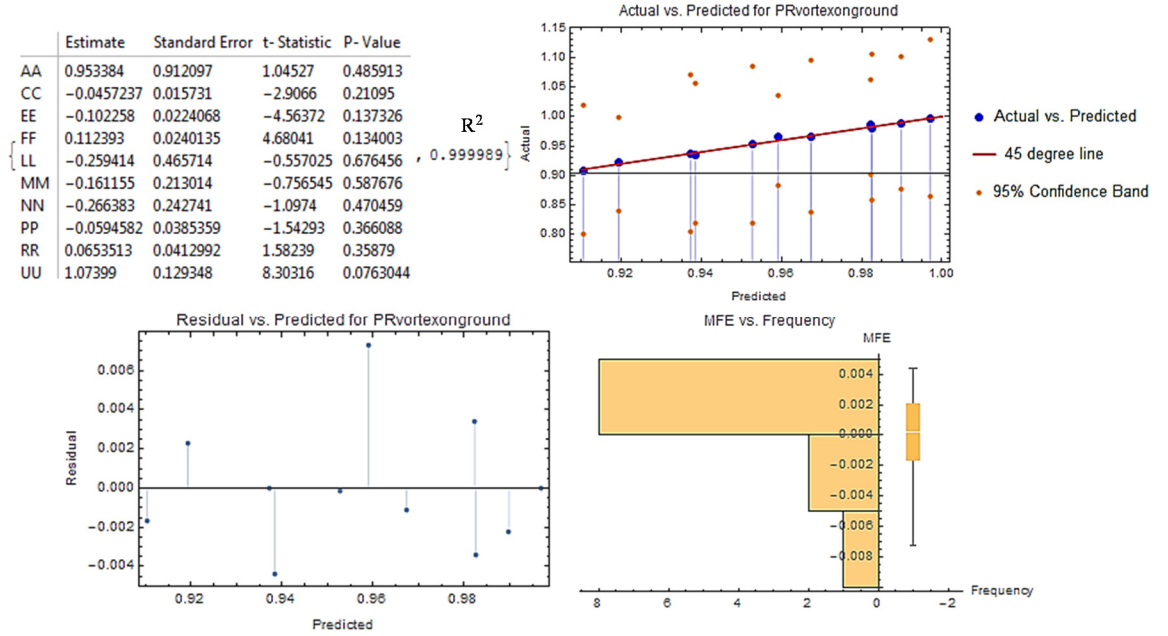 Estimate Standard Error t- Statistic P- Value
AA 0.953384 0.912097 1.04527 0.485913
CC −0.0457237 0.015731 −2.9066 0.21095
EE −0.102258 0.0224068 −4.56372 0.137326
FF 0.112393 0.0240135 4.68041 0.134003
LL −0.259414 0.465714 −0.557025 0.676456
MM −0.161155 0.213014 −0.756545 0.587676
NN −0.266383 0.242741 −1.0974 0.470459
PP −0.0594582 0.0385359 −1.54293 0.366088
RR 0.0653513 0.0412992 1.58239 0.35879
UU 1.07399 0.129348 8.30316 0.0763044
{ , 0.999989}
R²
Actual vs. Predicted for PRvortexonground
Actual
1.15
1.10
1.05
1.00
0.95
0.90
0.85
0.80
0.92 0.94 0.96 0.98 1.00
Predicted
Actual vs. Predicted
45 degree line
95% Confidence Band
Residual vs. Predicted for PRvortexonground
Residual
0.006
0.004
0.002
0.000
−0.002
−0.004
0.92 0.94 0.96 0.98
Predicted
MFE vs. Frequency
MFE
0.004
0.002
0.000
−0.002
−0.004
−0.006
−0.008
8 6 4 2 0 −2
Frequency